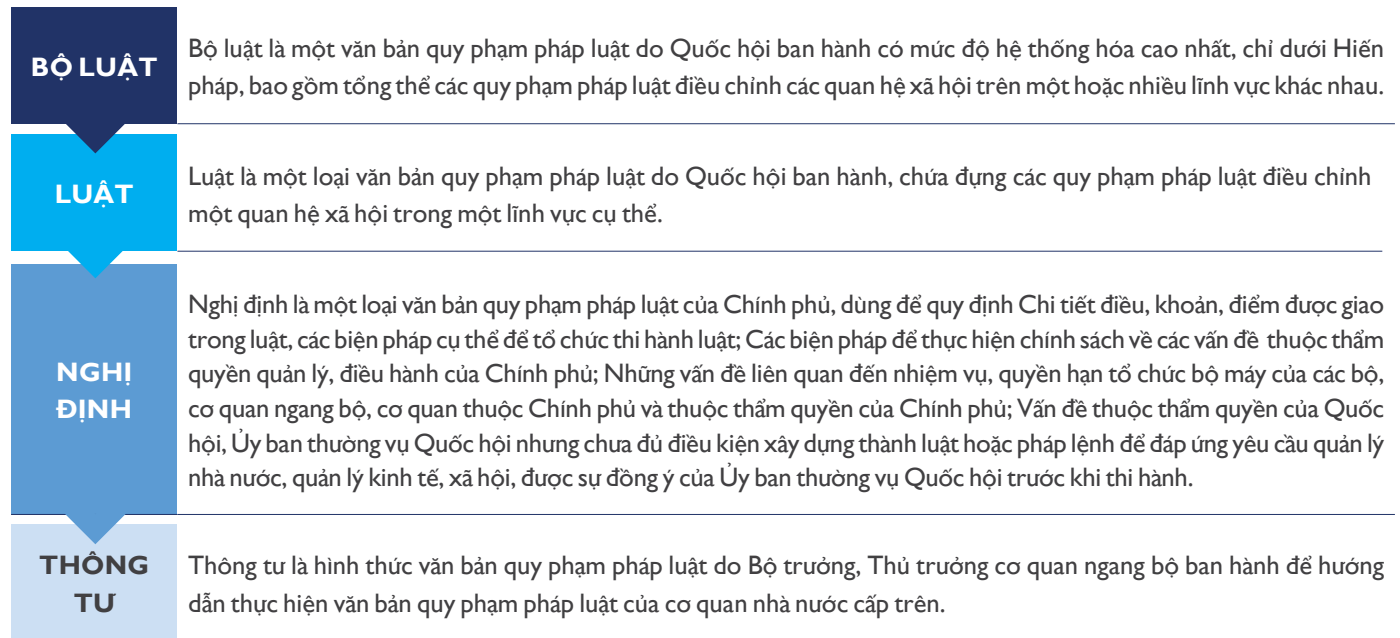 BỘ LUẬT
Bộ luật là một văn bản quy phạm pháp luật do Quốc hội ban hành có mức độ hệ thống hóa cao nhất, chỉ dưới Hiến
pháp, bao gồm tổng thể các quy phạm pháp luật điều chỉnh các quan hệ xã hội trên một hoặc nhiều lĩnh vực khác nhau.
LUẬT
Luật là một loại văn bản quy phạm pháp luật do Quốc hội ban hành, chứa đựng các quy phạm pháp luật điều chỉnh
một quan hệ xã hội trong một lĩnh vực cụ thể.
NGHỊ
ĐỊNH
Nghị định là một loại văn bản quy phạm pháp luật của Chính phủ, dùng để quy định Chi tiết điều, khoản, điểm được giao
trong luật, các biện pháp cụ thể để tổ chức thi hành luật; Các biện pháp để thực hiện chính sách về các vấn đề thuộc thẩm
quyền quản lý, điều hành của Chính phủ; Những vấn đề liên quan đến nhiệm vụ, quyền hạn tổ chức bộ máy của các bộ,
cơ quan ngang bộ, cơ quan thuộc Chính phủ và thuộc thẩm quyền của Chính phủ; Vấn đề thuộc thẩm quyền của Quốc
hội, Ủy ban thường vụ Quốc hội nhưng chưa đủ điều kiện xây dựng thành luật hoặc pháp lệnh để đáp ứng yêu cầu quản lý
nhà nước, quản lý kinh tế, xã hội, được sự đồng ý của Ủy ban thường vụ Quốc hội trước khi thi hành.
THÔNG
TƯ
Thông tư là hình thức văn bản quy phạm pháp luật do Bộ trưởng, Thủ trưởng cơ quan ngang bộ ban hành để hướng
dẫn thực hiện văn bản quy phạm pháp luật của cơ quan nhà nước cấp trên.